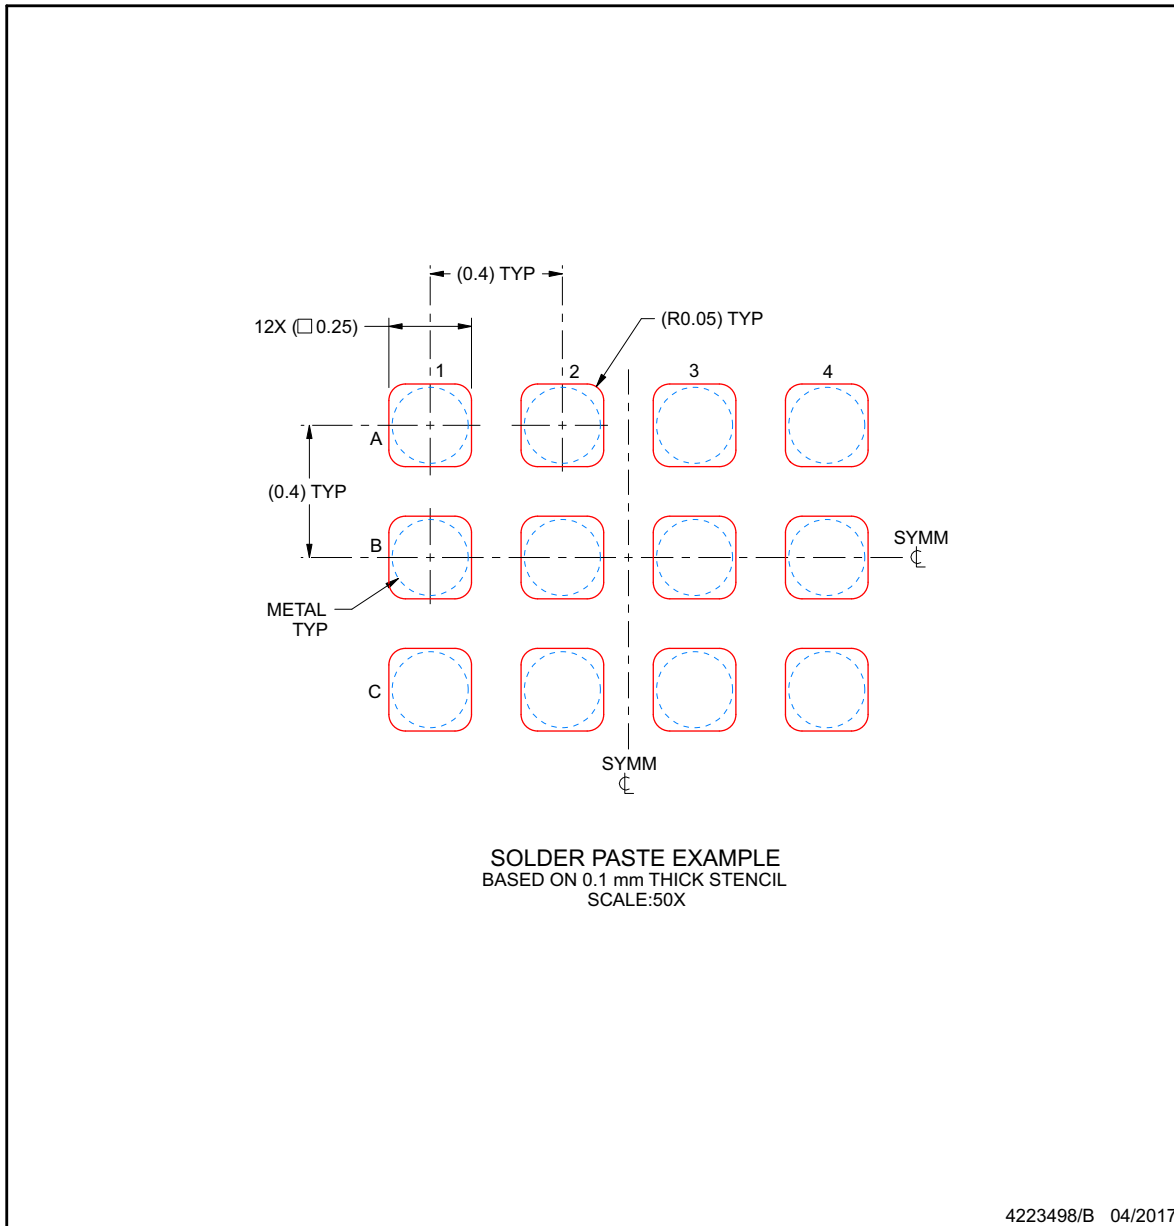 (0.4) TYP
12X (□ 0.25)
(R0.05) TYP
1
2
3
4
A
(0.4) TYP
B
SYMM
℄
METAL
TYP
C
SYMM
℄
SOLDER PASTE EXAMPLE
BASED ON 0.1 mm THICK STENCIL
SCALE:50X
4223498/B 04/2017